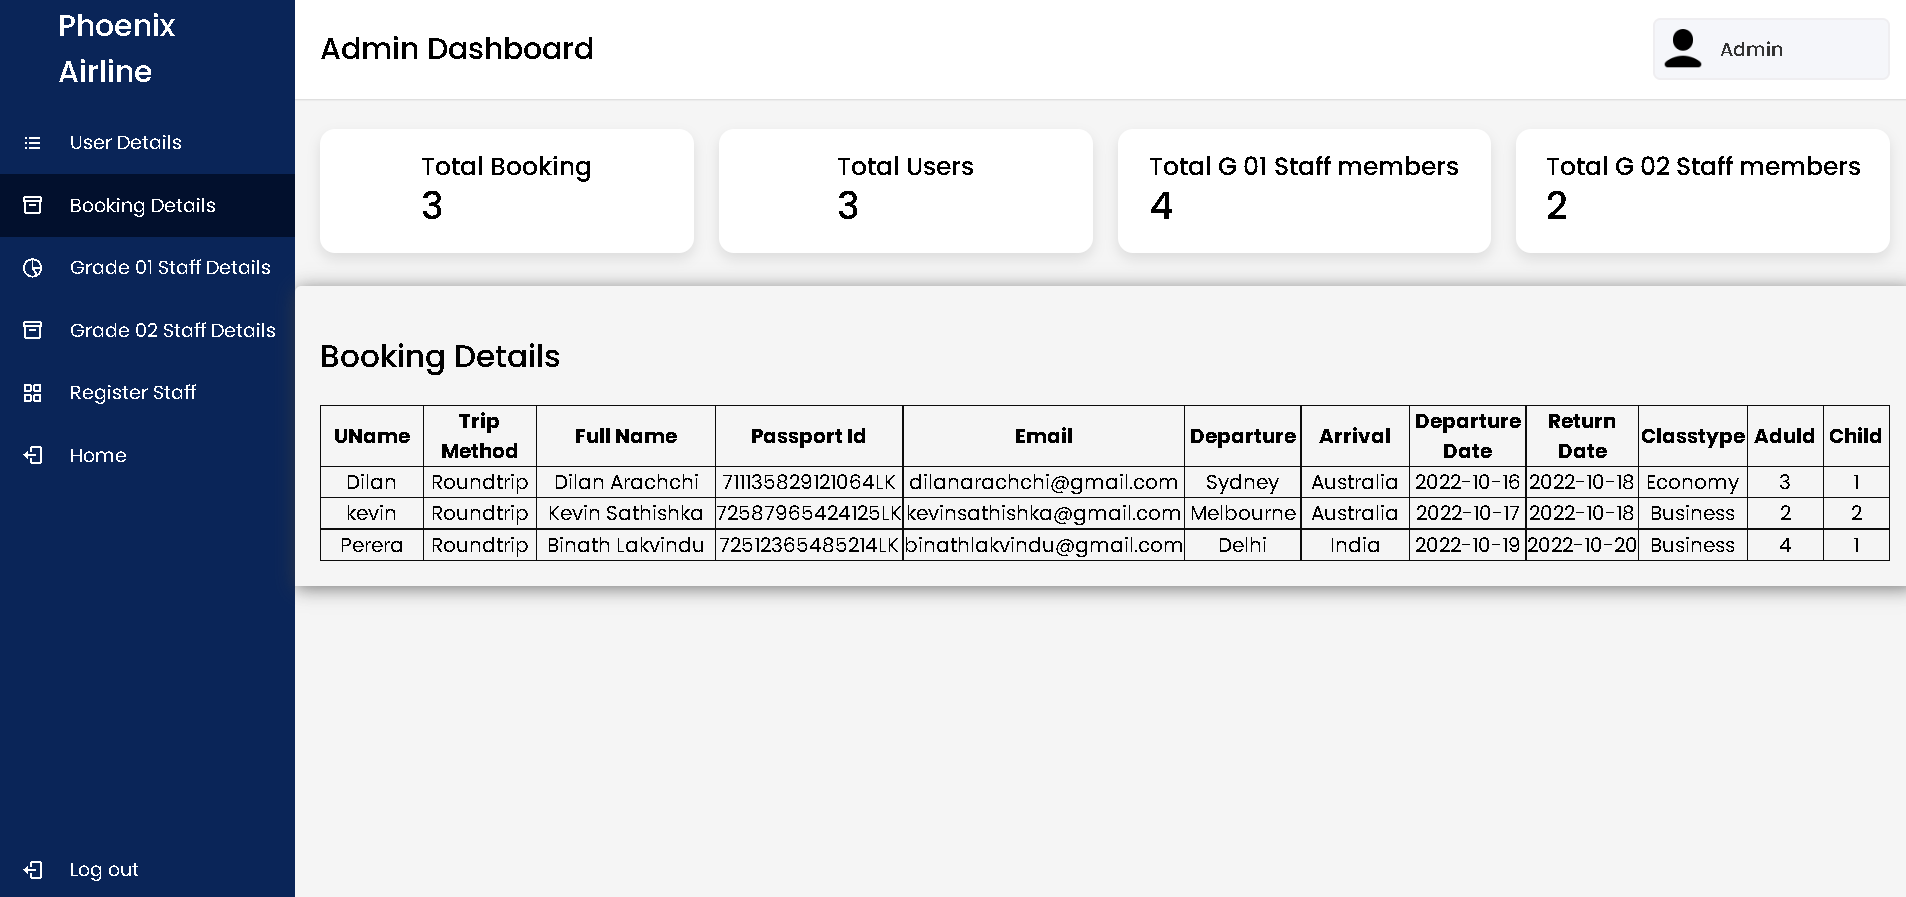 Phoenix
Airline
User Details
Booking Details
Grade 01 Staff Details
Grade 02 Staff Details
Register Staff
Home
Log out
Admin Dashboard
Admin
Total Booking
3
Total Users
3
Total G 01 Staff members
4
Total G 02 Staff members
2
Booking Details
UName Trip Method Full Name Passport Id Email Departure Arrival Departure Date Return Date Classtype Aduld Child
Dilan Roundtrip Dilan Arachchi 711135829121064LK dilanarachchi@gmail.com Sydney Australia 2022-10-16 2022-10-18 Economy 3 1
kevin Roundtrip Kevin Sathishka 72587965424125LK kevinsathishka@gmail.com Melbourne Australia 2022-10-17 2022-10-18 Business 2 2
Perera Roundtrip Binath Lakvindu 72512365485214LK binathlakvindu@gmail.com Delhi India 2022-10-19 2022-10-20 Business 4 1